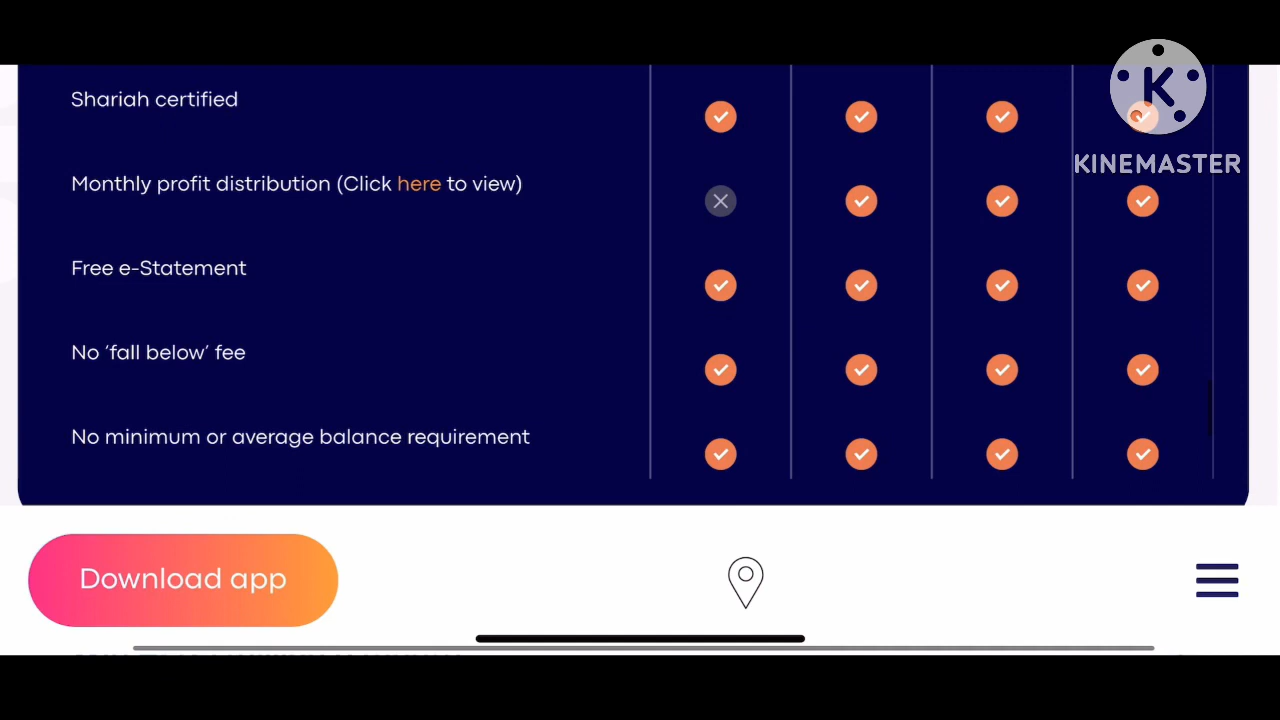 Shariah certified
KINEMASTER
Monthly profit distribution (Click here to view)
Free e-Statement
No ‘fall below’ fee
No minimum or average balance requirement
Download app